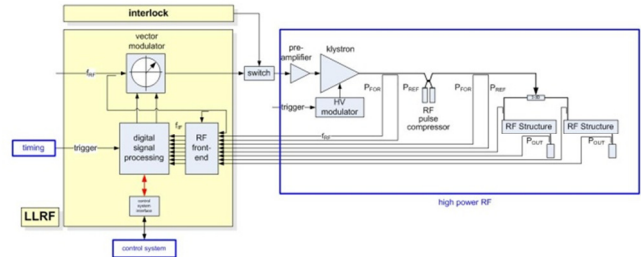 interlock
vector
modulator
switch
pre-
amplifier
klystron
P_FOR
P_REF
P_FOR
P_REF
trigger
HV
modulator
RF
pulse
compressor
f_IF
timing
trigger
digital
signal
processing
RF
front-
end
RF Structure
RF Structure
P_OUT
P_OUT
control
system
interface
LLRF
control system
high power RF